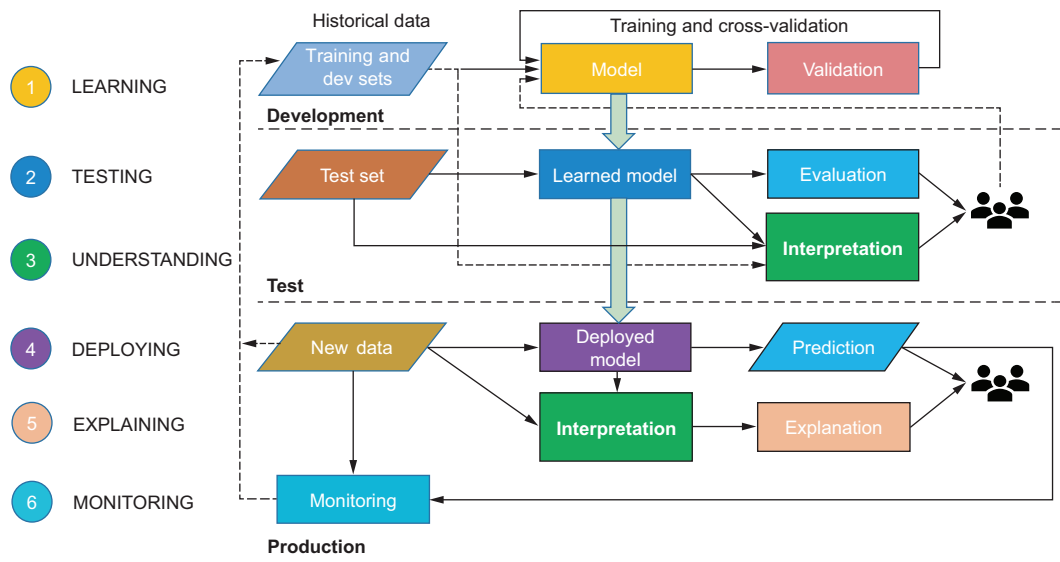 Historical data
Training and cross-validation
Training and
dev sets
Model
Validation
1
LEARNING
Development
2
TESTING
Test set
Learned model
Evaluation
3
UNDERSTANDING
Interpretation
Test
4
DEPLOYING
New data
Deployed
model
Prediction
5
EXPLAINING
Interpretation
Explanation
6
MONITORING
Monitoring
Production